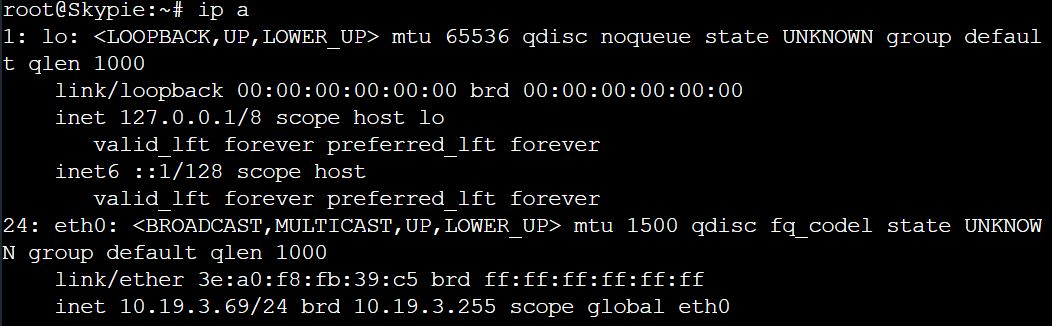 root@Skypie:~# ip a
1: lo: <LOOPBACK,UP,LOWER_UP> mtu 65536 qdisc noqueue state UNKNOWN group defaul
t qlen 1000
    link/loopback 00:00:00:00:00:00 brd 00:00:00:00:00:00
    inet 127.0.0.1/8 scope host lo
       valid_lft forever preferred_lft forever
    inet6 ::1/128 scope host
       valid_lft forever preferred_lft forever
24: eth0: <BROADCAST,MULTICAST,UP,LOWER_UP> mtu 1500 qdisc fq_codel state UNKNOW
N group default qlen 1000
    link/ether 3e:a0:f8:fb:39:c5 brd ff:ff:ff:ff:ff:ff
    inet 10.19.3.69/24 brd 10.19.3.255 scope global eth0